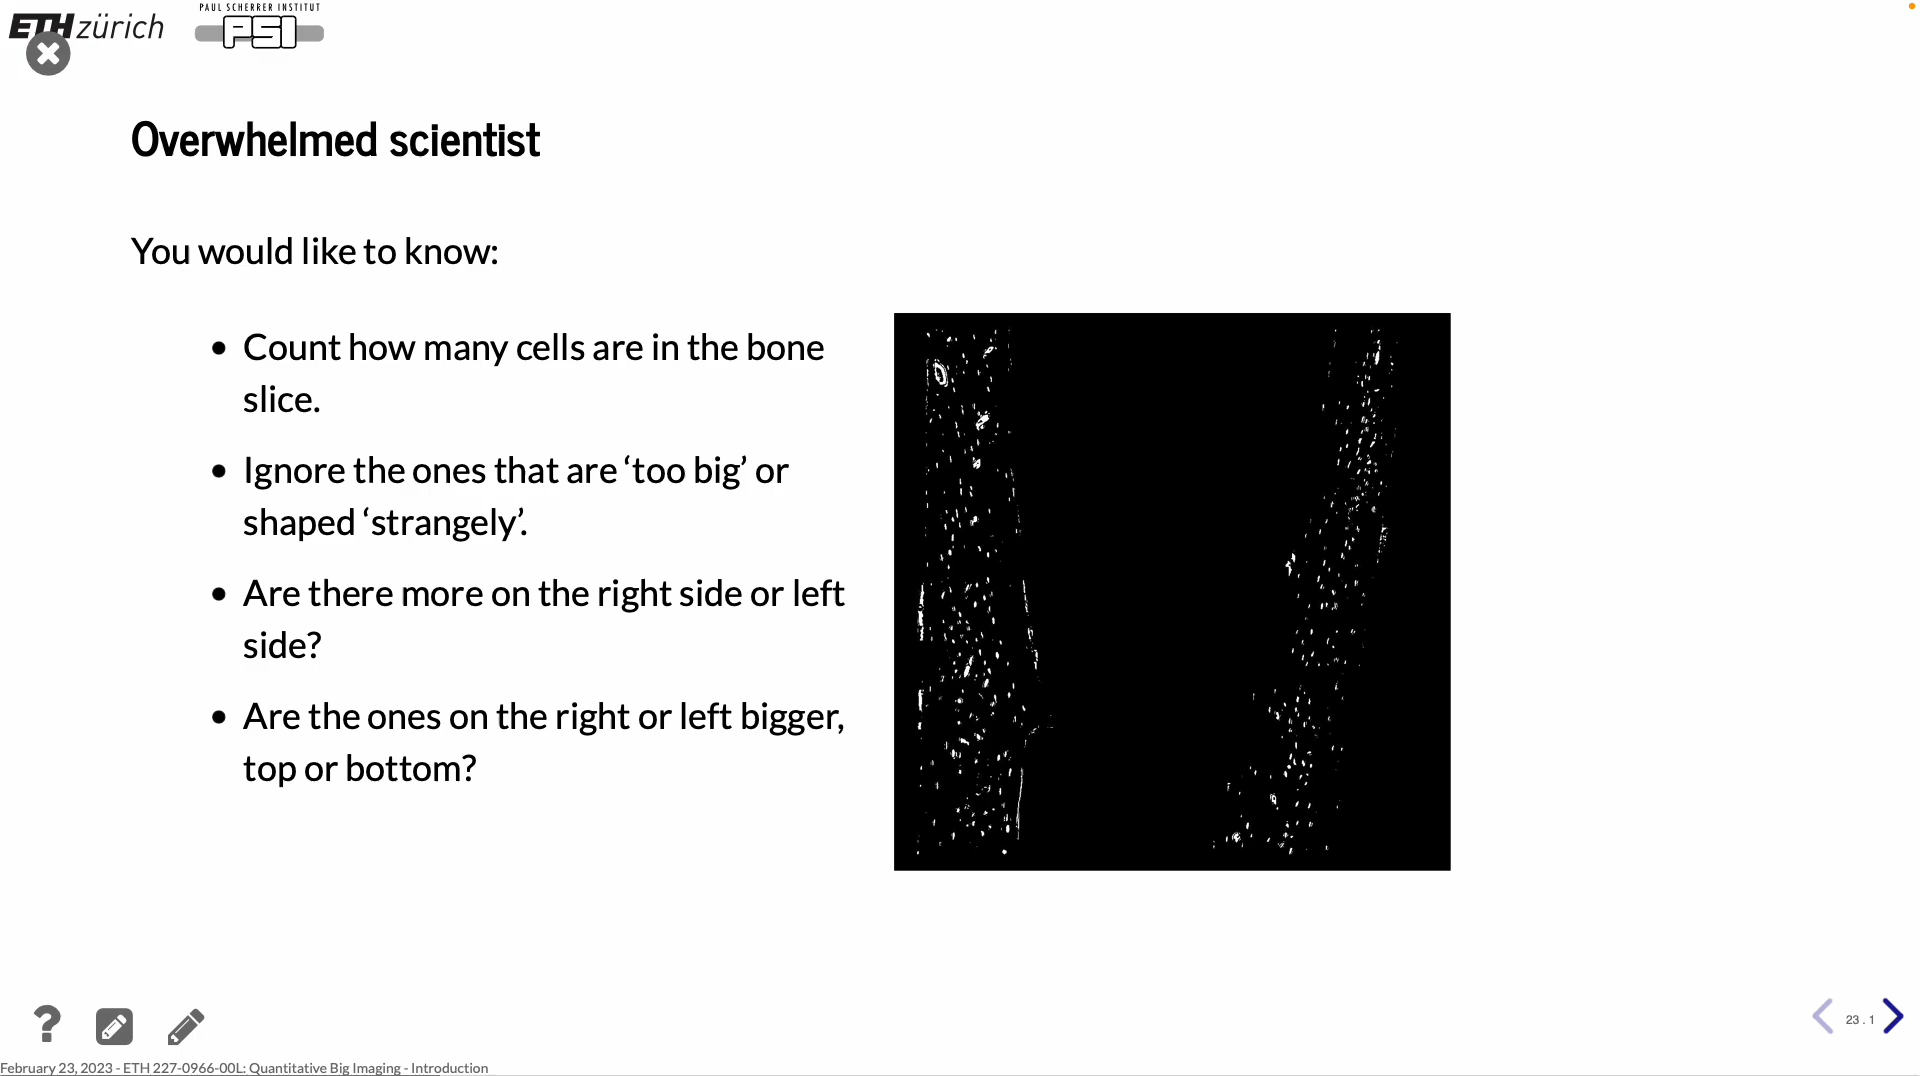 PAUL SCHERRER INSTITUT
ETH zürich
PSI
Overwhelmed scientist
You would like to know:
• Count how many cells are in the bone
slice.
• Ignore the ones that are ‘too big’ or
shaped ‘strangely’.
• Are there more on the right side or left
side?
• Are the ones on the right or left bigger,
top or bottom?
?
23 . 1
February 23, 2023 - ETH 227-0966-00L: Quantitative Big Imaging - Introduction